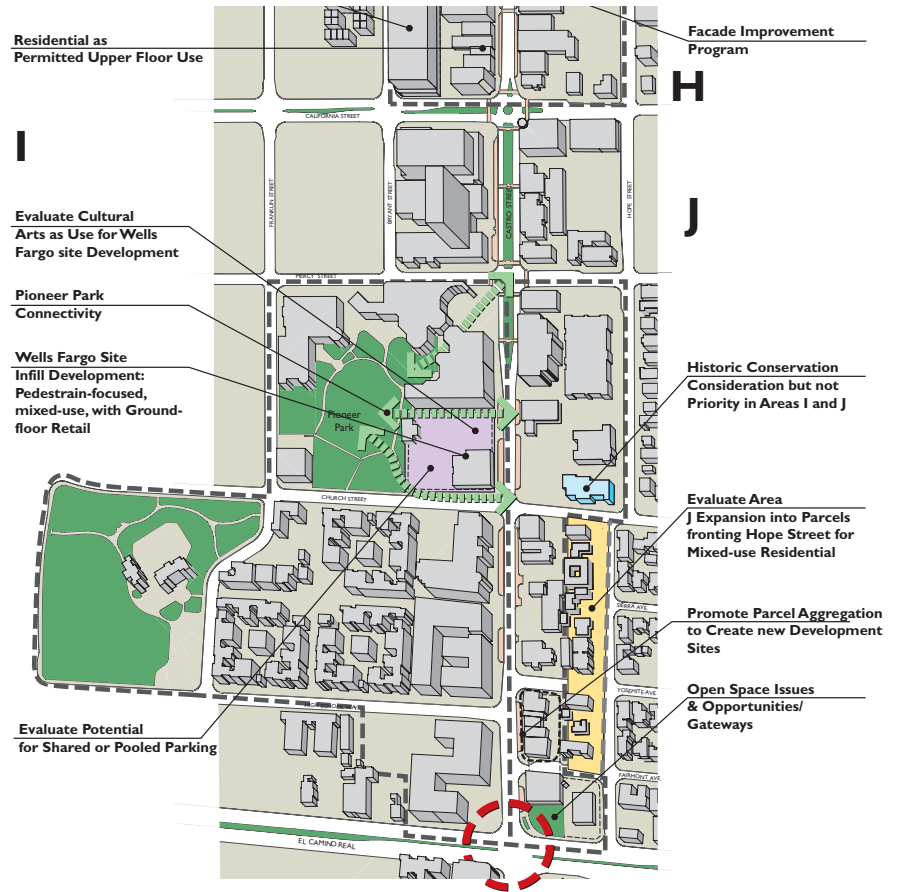 Residential as
Permitted Upper Floor Use
Facade Improvement
Program
H
CALIFORNIA STREET
I
FRANKLIN STREET
BRYANT STREET
CASTRO STREET
HOPE STREET
J
Evaluate Cultural
Arts as Use for Wells
Fargo site Development
MERCY STREET
Pioneer Park
Connectivity
Wells Fargo Site
Infill Development:
Pedestrain-focused,
mixed-use, with Ground-
floor Retail
Pioneer
Park
Historic Conservation
Consideration but not
Priority in Areas I and J
CHURCH STREET
Evaluate Area
J Expansion into Parcels
fronting Hope Street for
Mixed-use Residential
SIERRA AVE.
Promote Parcel Aggregation
to Create new Development
Sites
YOSEMITE AVE.
Open Space Issues
& Opportunities/
Gateways
HIGH SCHOOL WAY
Evaluate Potential
for Shared or Pooled Parking
FAIRMONT AVE.
EL CAMINO REAL